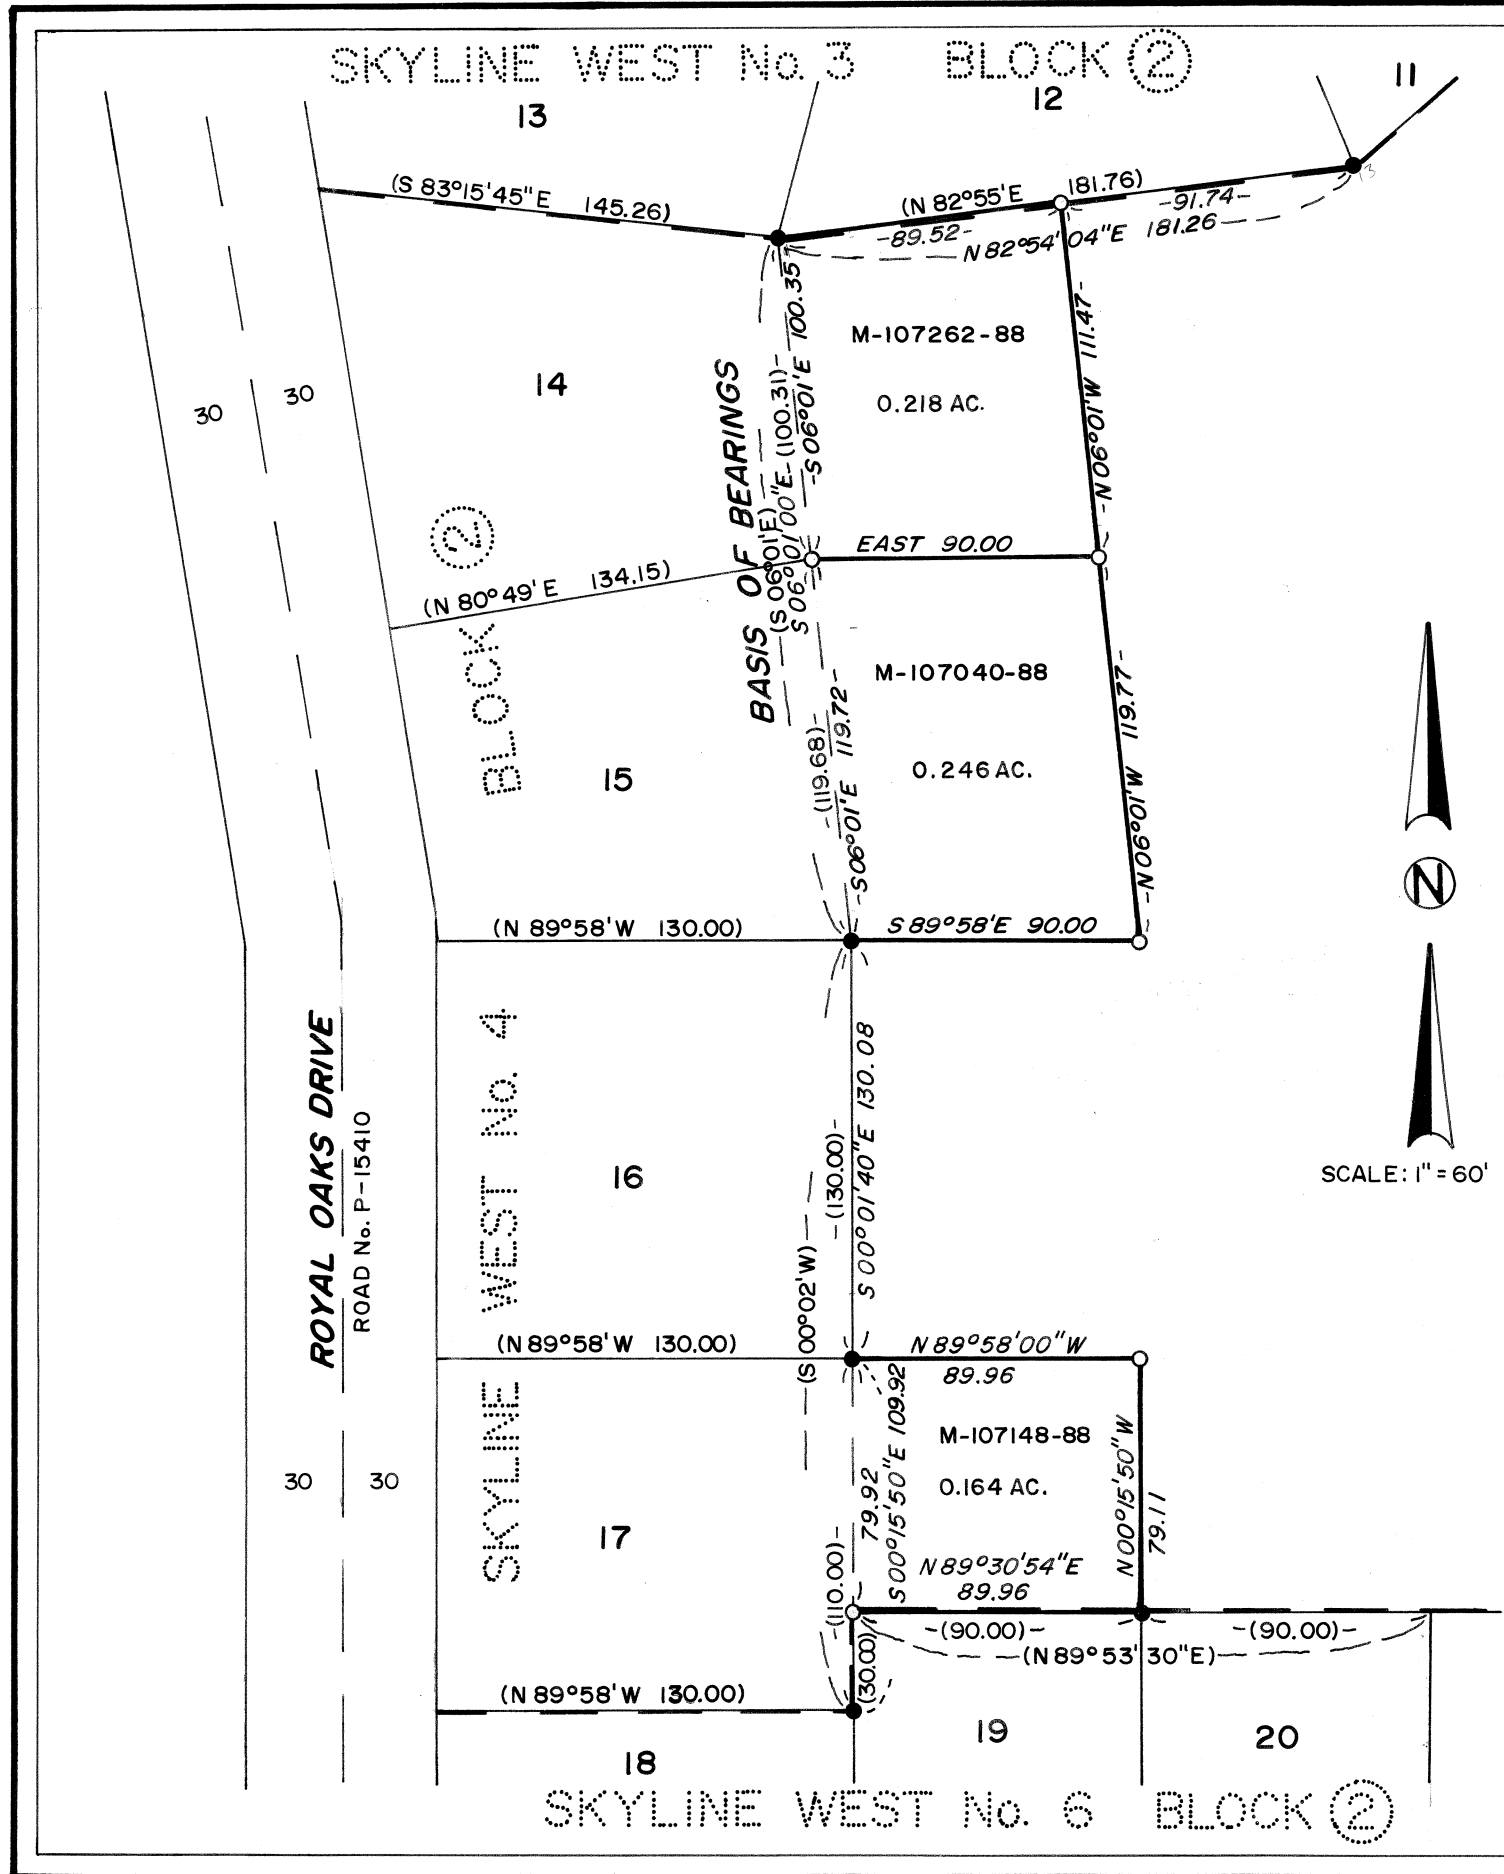 SKYLINE WEST No. 3 BLOCK 2
11
12
13
(S 83°15'45"E 145.26)
(N 82°55'E 181.76)
-91.74-
-89.52-
N 82°54'04"E 181.26
100.35
S06°01'E
111.47
N06°01'W
M-107262-88
0.218 AC.
14
30
30
BASIS OF BEARINGS
(100.31)
(S 06°01'E)
S 06°01'00"E
EAST 90.00
(N 80°49'E 134.15)
BLOCK 2
M-107040-88
0.246 AC.
15
-(119.68)-
S06°01'E 119.72
N06°01'W 119.77
(N 89°58'W 130.00)
S 89°58'E 90.00
N
SCALE: 1" = 60'
ROYAL OAKS DRIVE
ROAD No. P-15410
SKYLINE WEST No. 4
16
-(130.00)-
S 00°01'40"E 130.08
(S 00°02'W)
(N 89°58'W 130.00)
N 89°58'00"W
89.96
M-107148-88
0.164 AC.
79.92
S00°15'50"E 109.92
N00°15'50"W
79.11
30
30
17
N89°30'54"E
89.96
-(110.00)-
(30.00)
-(90.00)-
-(90.00)-
(N89°53'30"E)
(N 89°58'W 130.00)
18
19
20
SKYLINE WEST No. 6 BLOCK 2